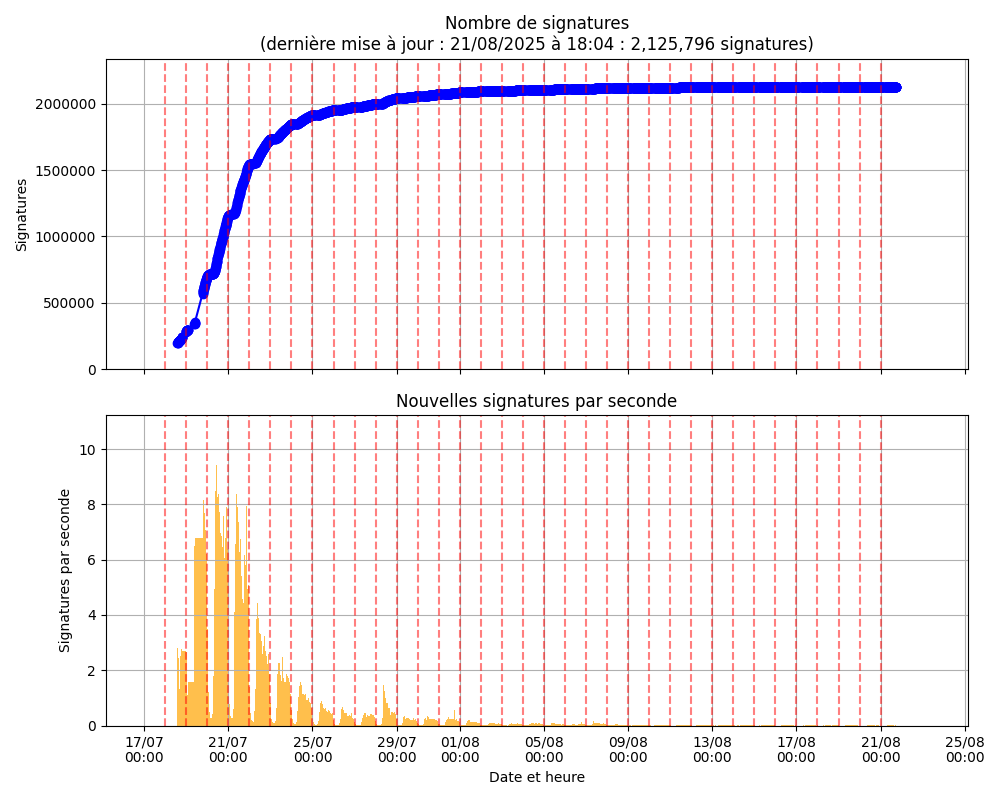 Nombre de signatures
(dernière mise à jour : 21/08/2025 à 18:04 : 2,125,796 signatures)
Signatures
2000000
1500000
1000000
500000
0
Nouvelles signatures par seconde
Signatures par seconde
10
8
6
4
2
0
17/07 21/07 25/07 29/07 01/08 05/08 09/08 13/08 17/08 21/08 25/08
00:00 00:00 00:00 00:00 00:00 00:00 00:00 00:00 00:00 00:00 00:00
Date et heure